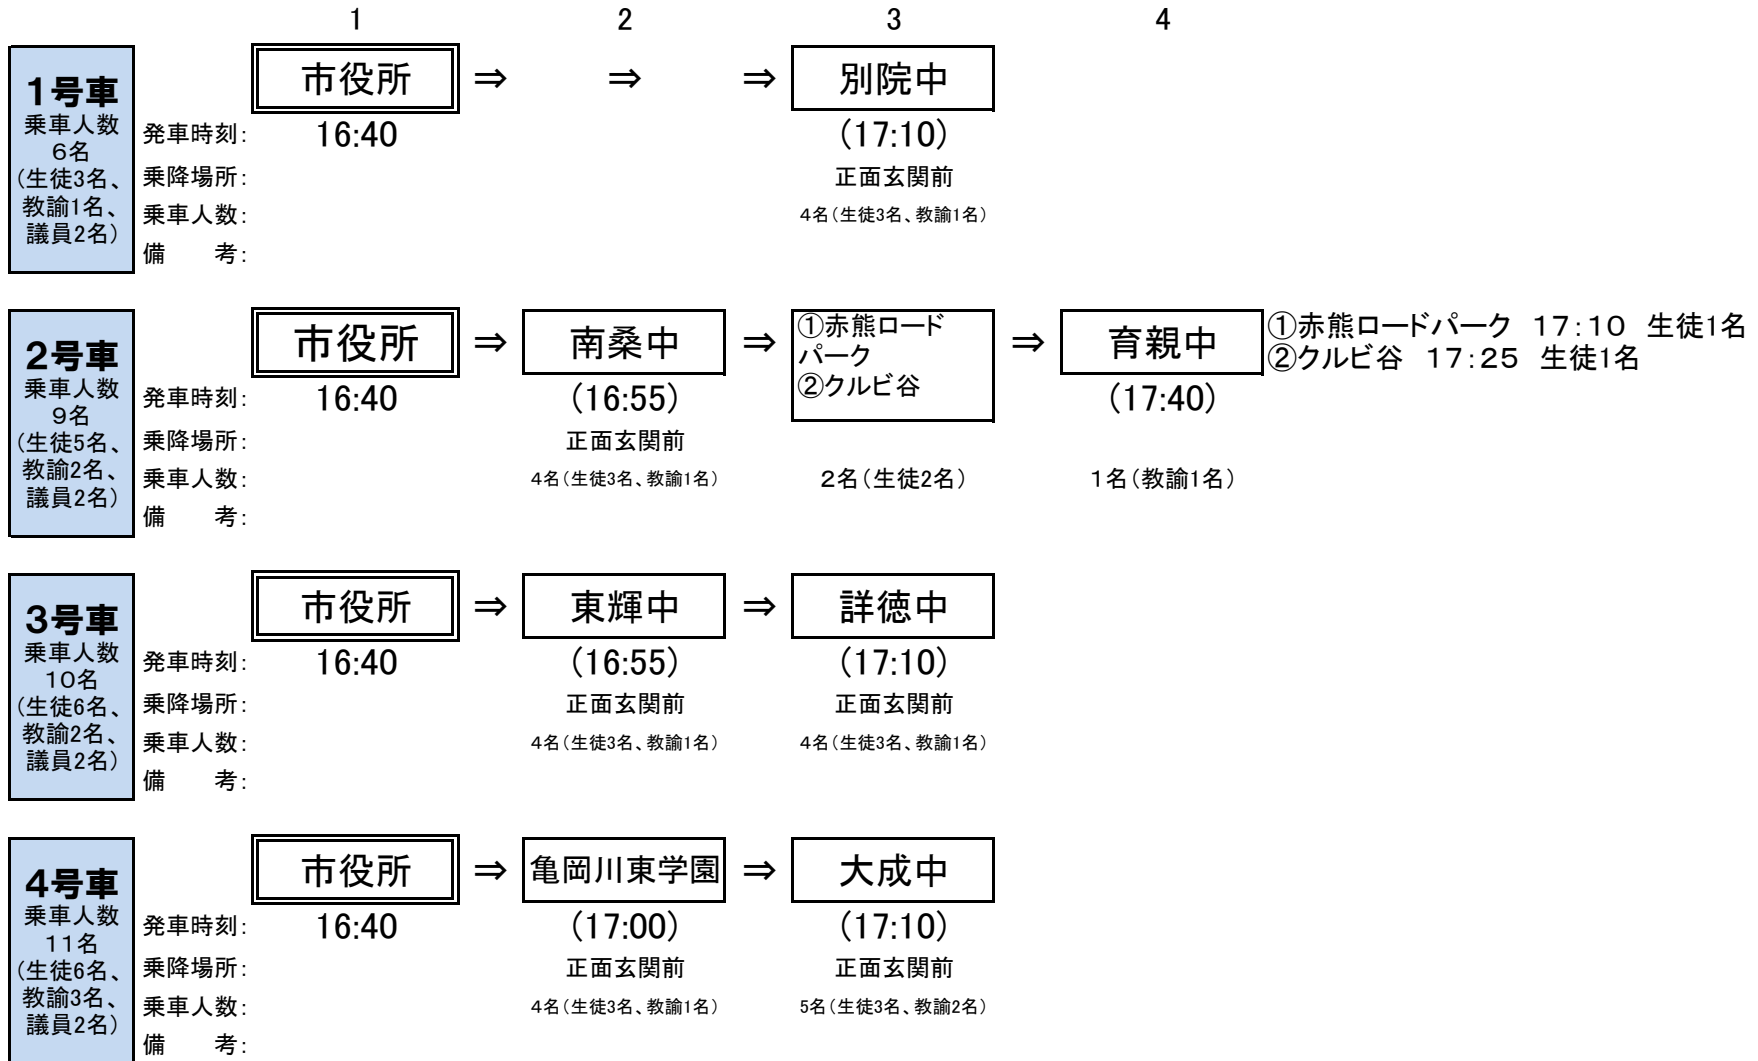 1 2 3 4
1号車
乗車人数
6名
(生徒3名、
教諭1名、
議員2名)
市役所 ⇒ ⇒ ⇒ 別院中
発車時刻: 16:40 (17:10)
乗降場所: 正面玄関前
乗車人数: 4名(生徒3名、教諭1名)
備 考:
2号車
乗車人数
9名
(生徒5名、
教諭2名、
議員2名)
市役所 ⇒ 南桑中 ⇒ ①赤熊ロード
パーク
②クルビ谷
⇒ 育親中
①赤熊ロードパーク 17:10 生徒1名
②クルビ谷 17:25 生徒1名
発車時刻: 16:40 (16:55) (17:40)
乗降場所: 正面玄関前
乗車人数: 4名(生徒3名、教諭1名) 2名(生徒2名) 1名(教諭1名)
備 考:
3号車
乗車人数
10名
(生徒6名、
教諭2名、
議員2名)
市役所 ⇒ 東輝中 ⇒ 詳徳中
発車時刻: 16:40 (16:55) (17:10)
乗降場所: 正面玄関前 正面玄関前
乗車人数: 4名(生徒3名、教諭1名) 4名(生徒3名、教諭1名)
備 考:
4号車
乗車人数
11名
(生徒6名、
教諭3名、
議員2名)
市役所 ⇒ 亀岡川東学園 ⇒ 大成中
発車時刻: 16:40 (17:00) (17:10)
乗降場所: 正面玄関前 正面玄関前
乗車人数: 4名(生徒3名、教諭1名) 5名(生徒3名、教諭2名)
備 考: